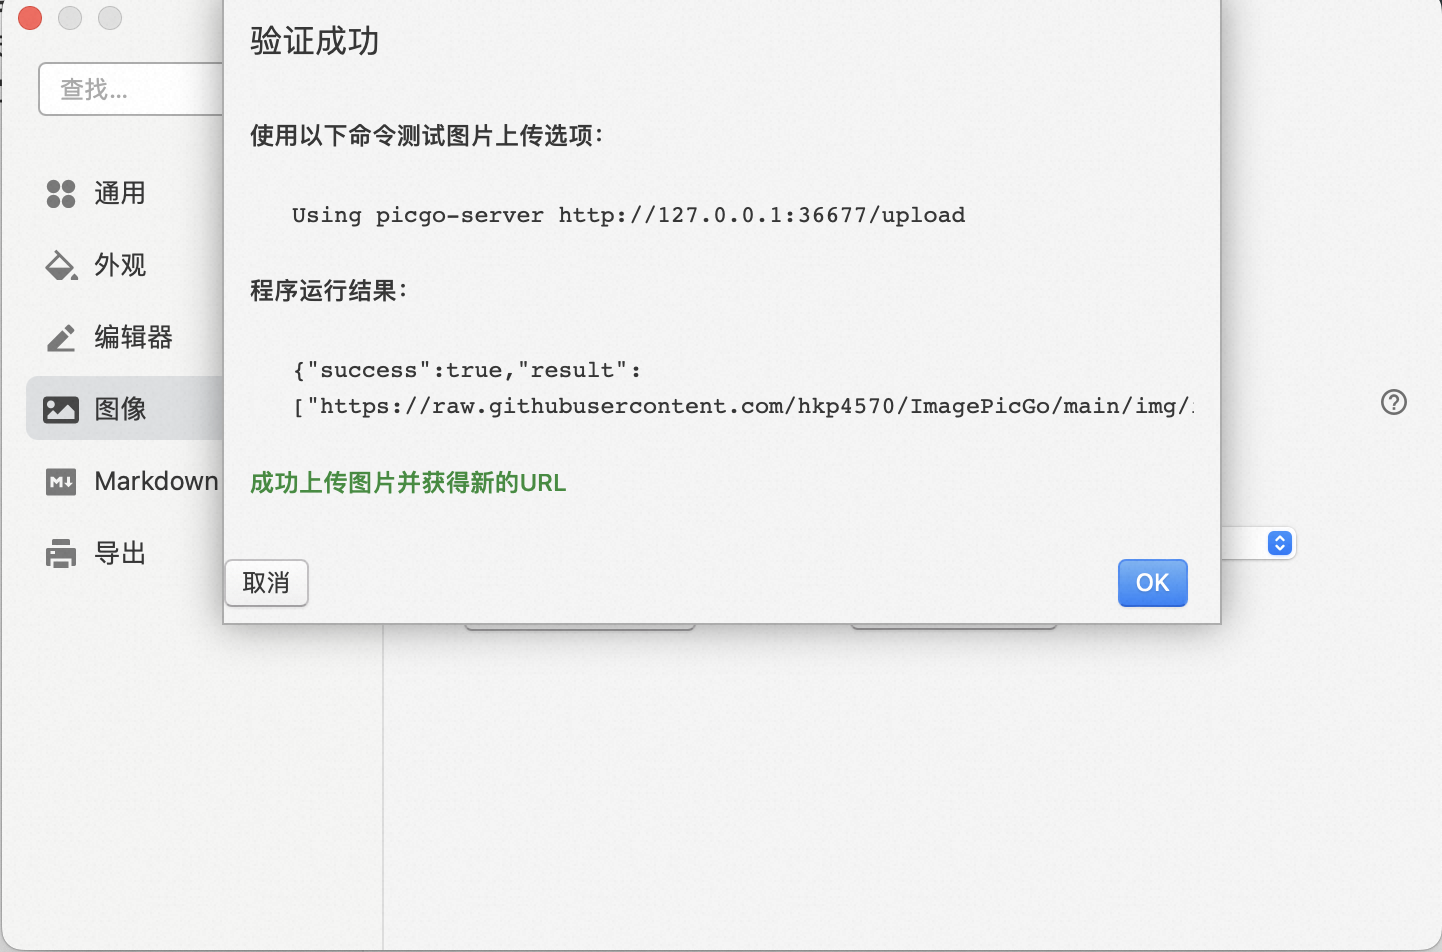 验证成功
查找...
使用以下命令测试图片上传选项：
通用
Using picgo-server http://127.0.0.1:36677/upload
外观
程序运行结果：
编辑器
{"success":true,"result":
图像
["https://raw.githubusercontent.com/hkp4570/ImagePicGo/main/img/
Markdown
成功上传图片并获得新的URL
导出
取消
OK